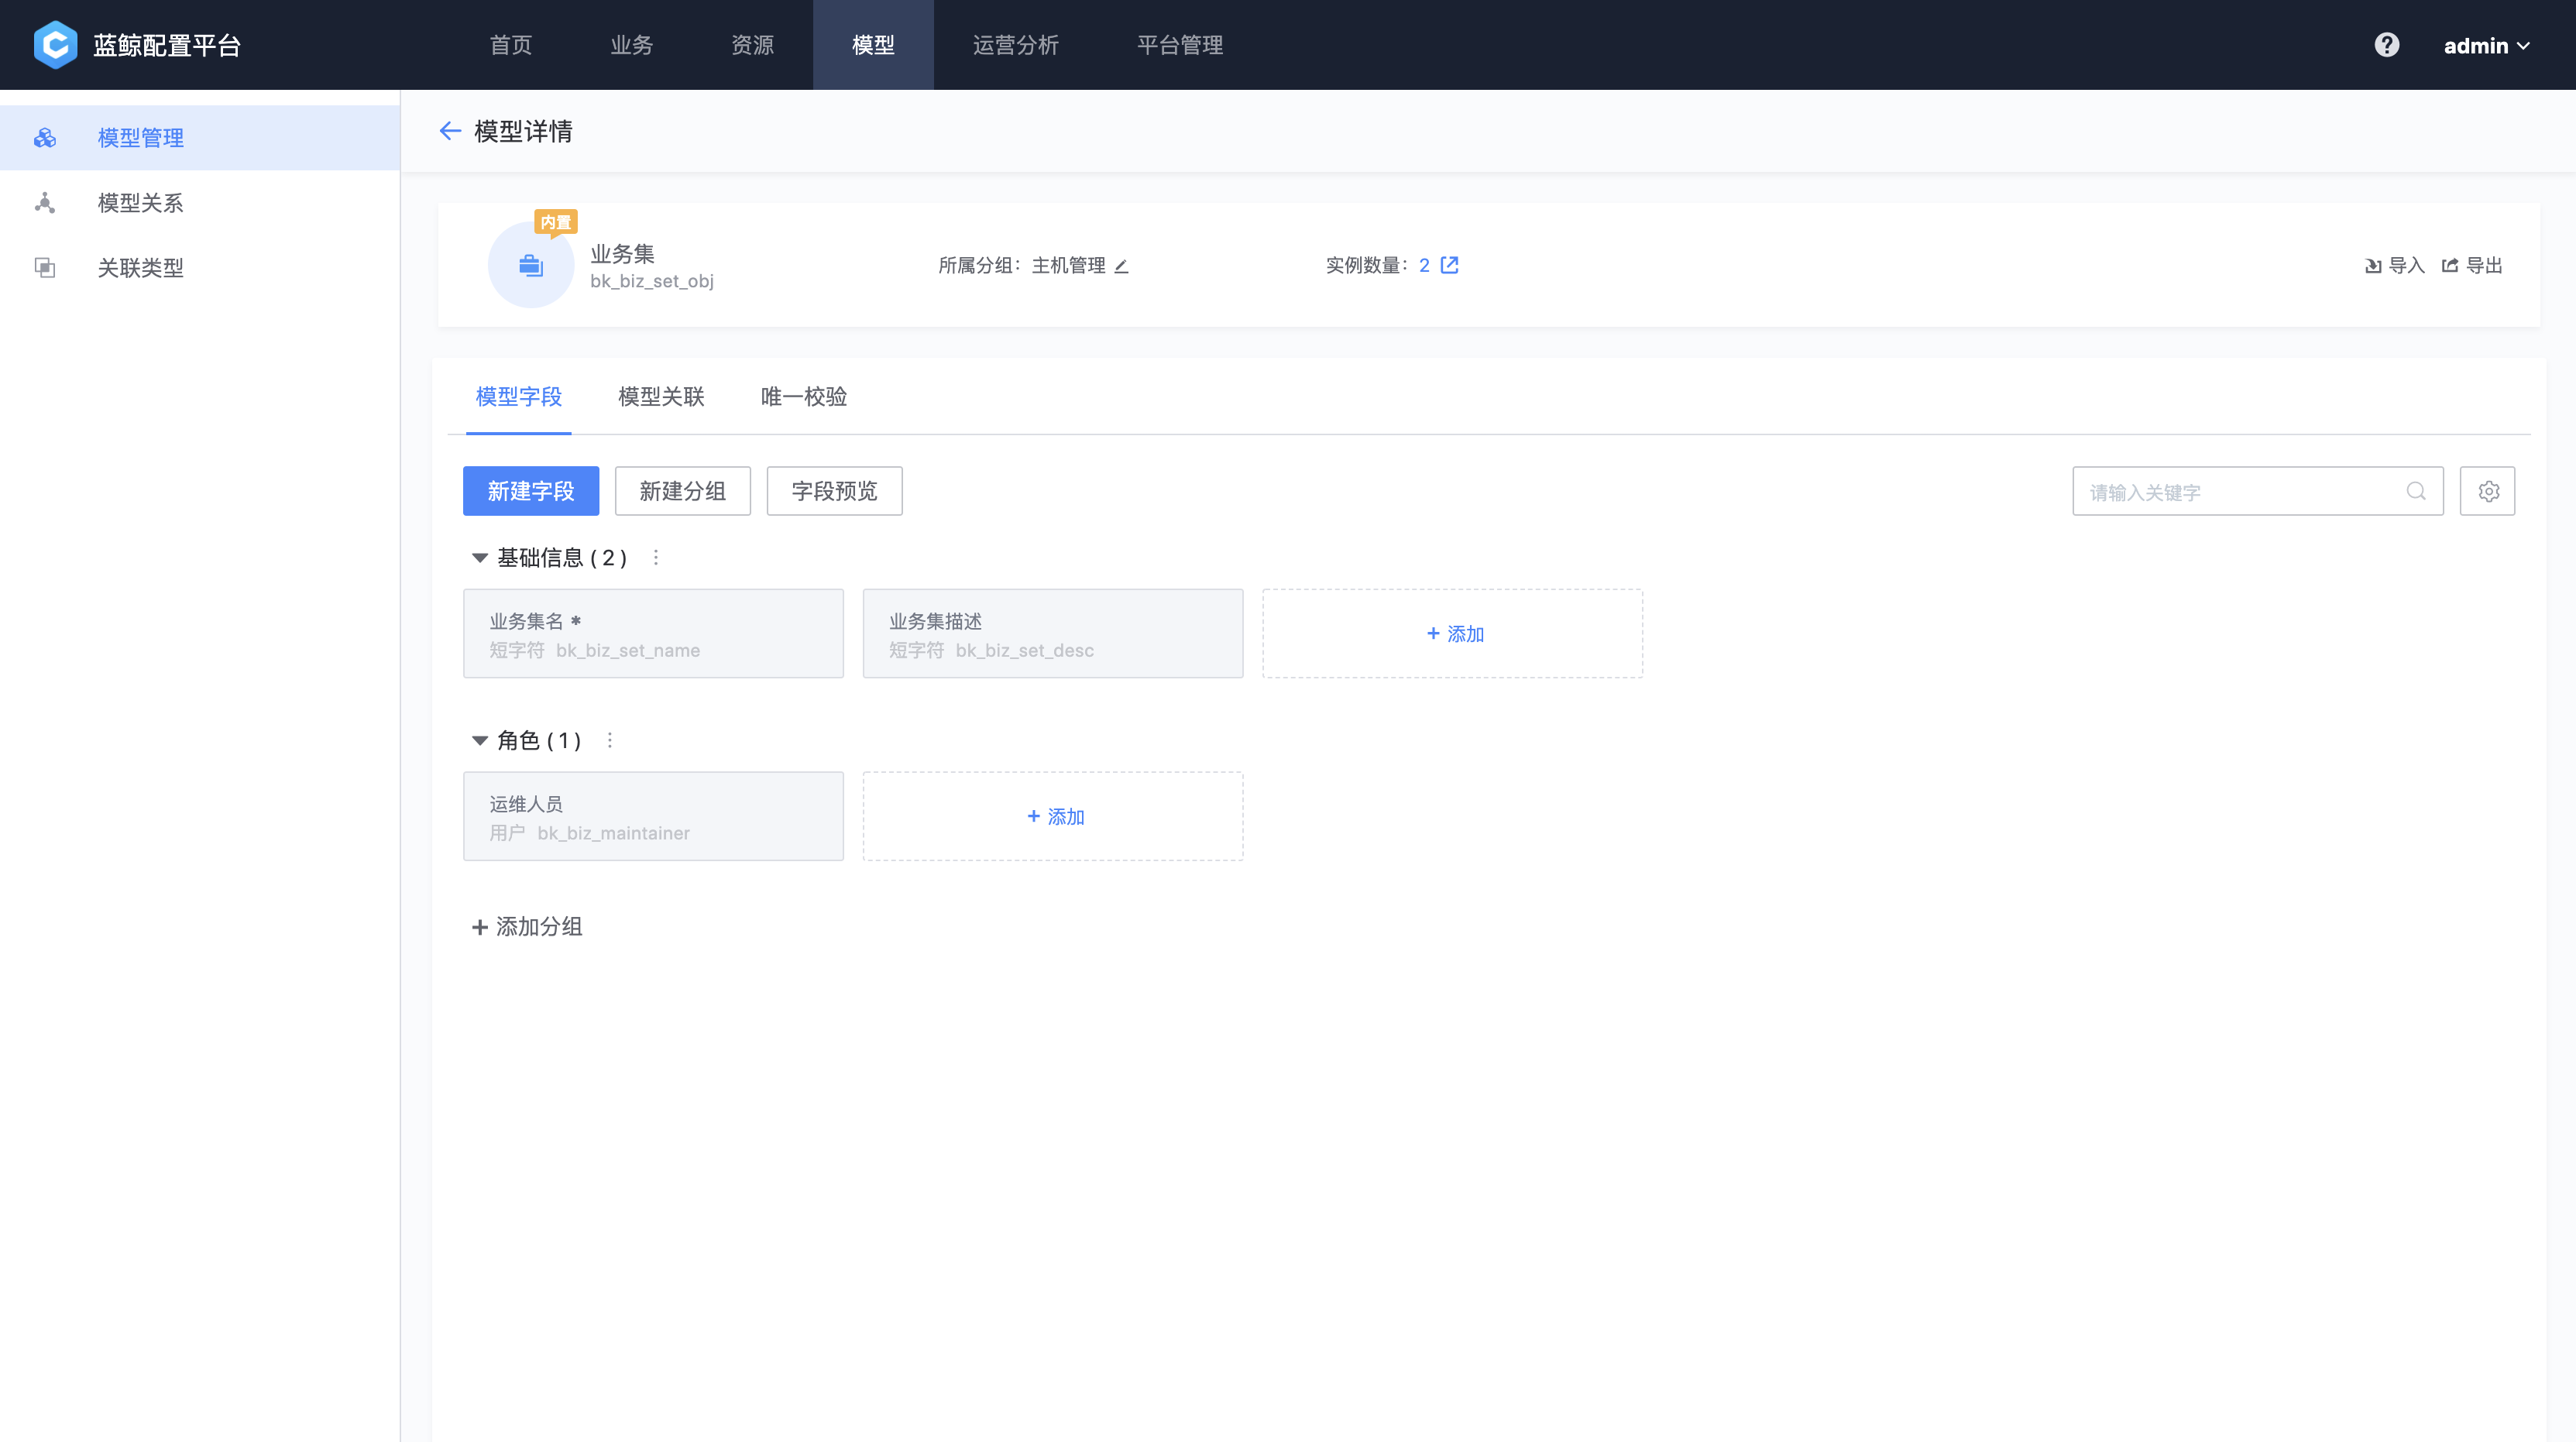 蓝鲸配置平台
首页 业务 资源 模型 运营分析 平台管理
admin
模型管理
模型关系
关联类型
模型详情
内置
业务集
bk_biz_set_obj
所属分组: 主机管理
实例数量: 2
导入 导出
模型字段 模型关联 唯一校验
新建字段 新建分组 字段预览
请输入关键字
基础信息 ( 2 )
业务集名 *
短字符 bk_biz_set_name
业务集描述
短字符 bk_biz_set_desc
+ 添加
角色 ( 1 )
运维人员
用户 bk_biz_maintainer
+ 添加
+ 添加分组